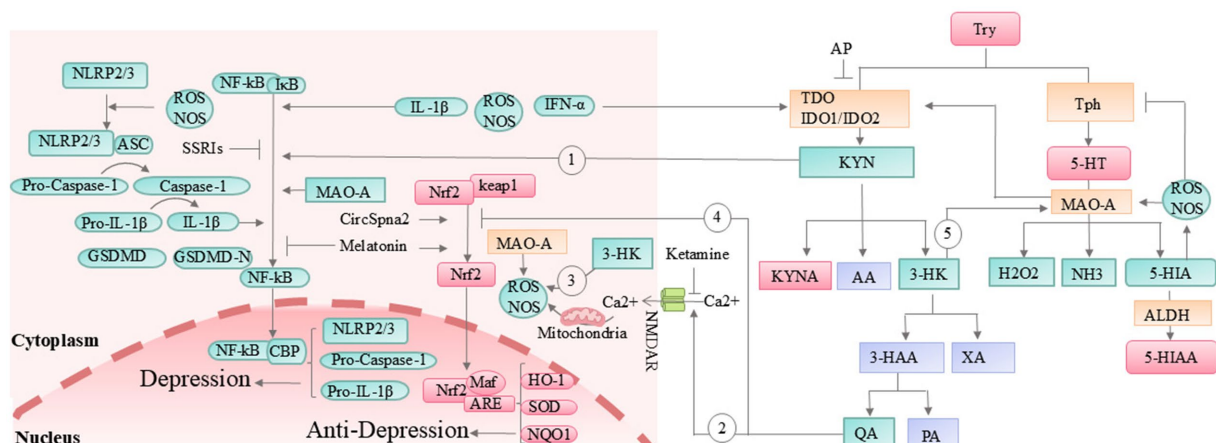 Try
AP
NLRP2/3
NF-kB
IκB
ROS
NOS
IL-1β
ROS
NOS
IFN-α
TDO
IDO1/IDO2
Tph
NLRP2/3
ASC
SSRIs
1
KYN
5-HT
Pro-Caspase-1
Caspase-1
MAO-A
Nrf2
keap1
MAO-A
ROS
NOS
Pro-IL-1β
IL-1β
CircSpna2
4
5
Melatonin
MAO-A
3-HK
Ketamine
GSDMD
GSDMD-N
NF-kB
Nrf2
3
KYNA
AA
3-HK
H2O2
NH3
5-HIA
ROS
NOS
Ca2+
Ca2+
NMDAR
Mitochondria
ALDH
Cytoplasm
NF-kB
CBP
NLRP2/3
Pro-Caspase-1
Pro-IL-1β
3-HAA
XA
5-HIAA
Depression
Nrf2
Maf
ARE
HO-1
SOD
NQO1
Anti-Depression
2
QA
PA
Nucleus